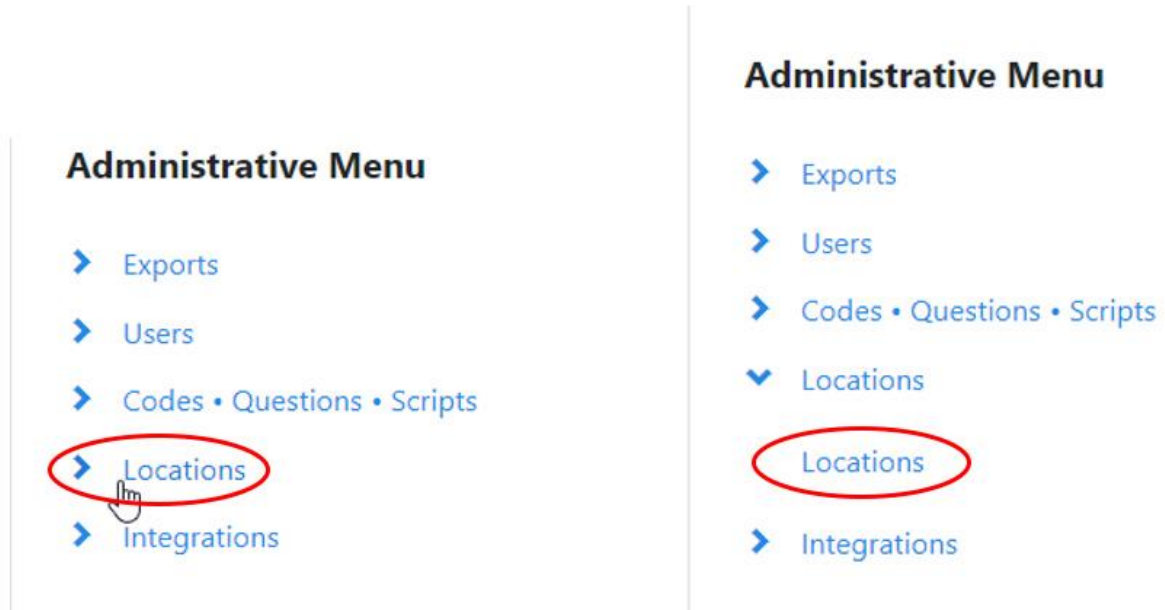 Administrative Menu
Exports
Users
Codes • Questions • Scripts
Locations
Integrations
Administrative Menu
Exports
Users
Codes • Questions • Scripts
Locations
Locations
Integrations